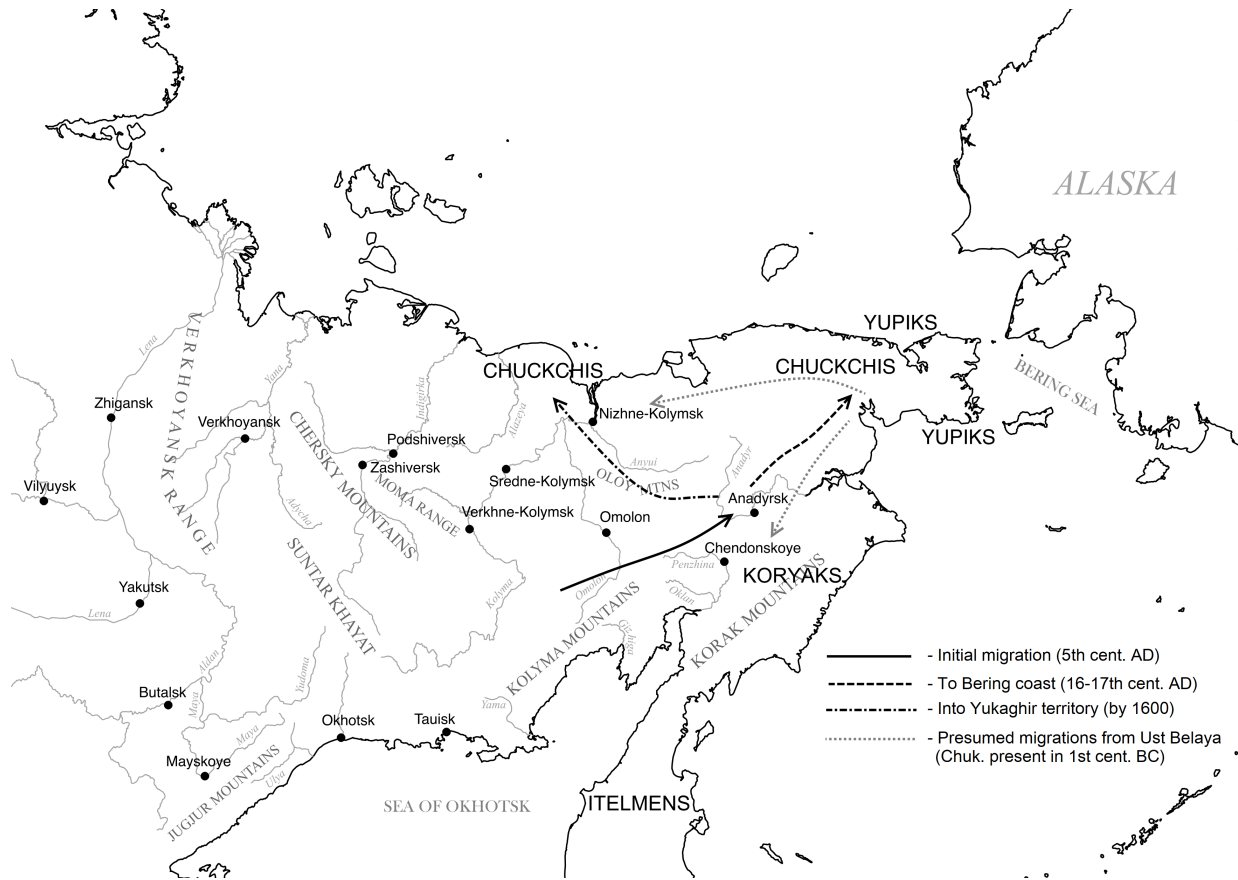 ALASKA
YUPIKS
Lena
VERKHOYANSK RANGE
Yana
Indigirka
CHUCKCHIS
CHUCKCHIS
BERING SEA
Zhigansk
Verkhoyansk
Alazeya
Nizhne-Kolymsk
YUPIKS
CHERSKY MOUNTAINS
Podshiversk
Zashiversk
Anyui
Anadyr
Vilyuysk
MOMA RANGE
Sredne-Kolymsk
OLOY MTNS
Adycha
Verkhne-Kolymsk
Omolon
Anadyrsk
SUNTAR KHAYAT
Chendonskoye
Penzhina
KORYAKS
Yakutsk
Lena
Kolyma
Omolon
Oklan
KOLYMA MOUNTAINS
KORAK MOUNTAINS
Gizhiga
- Initial migration (5th cent. AD)
Aldan
Yudoma
- To Bering coast (16-17th cent. AD)
Butalsk
Maya
Yama
- Into Yukaghir territory (by 1600)
Okhotsk
Tauisk
Maya
- Presumed migrations from Ust Belaya
(Chuk. present in 1st cent. BC)
Mayskoye
Ulya
JUGJUR MOUNTAINS
SEA OF OKHOTSK
ITELMENS